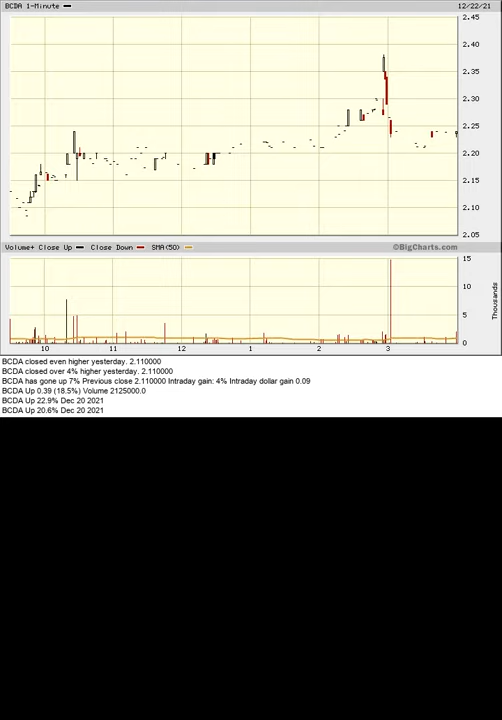 BCDA 1-Minute 12/22/21
2.45
2.40
2.35
2.30
2.25
2.20
2.15
2.10
2.05
Volume+ Close Up Close Down SMA(50) ©BigCharts.com
15
10
5
0
Thousands
10 11 12 1 2 3
BCDA closed even higher yesterday. 2.110000
BCDA closed over 4% higher yesterday. 2.110000
BCDA has gone up 7% Previous close 2.110000 Intraday gain: 4% Intraday dollar gain 0.09
BCDA Up 0.39 (18.5%) Volume 2125000.0
BCDA Up 22.9% Dec 20 2021
BCDA Up 20.6% Dec 20 2021